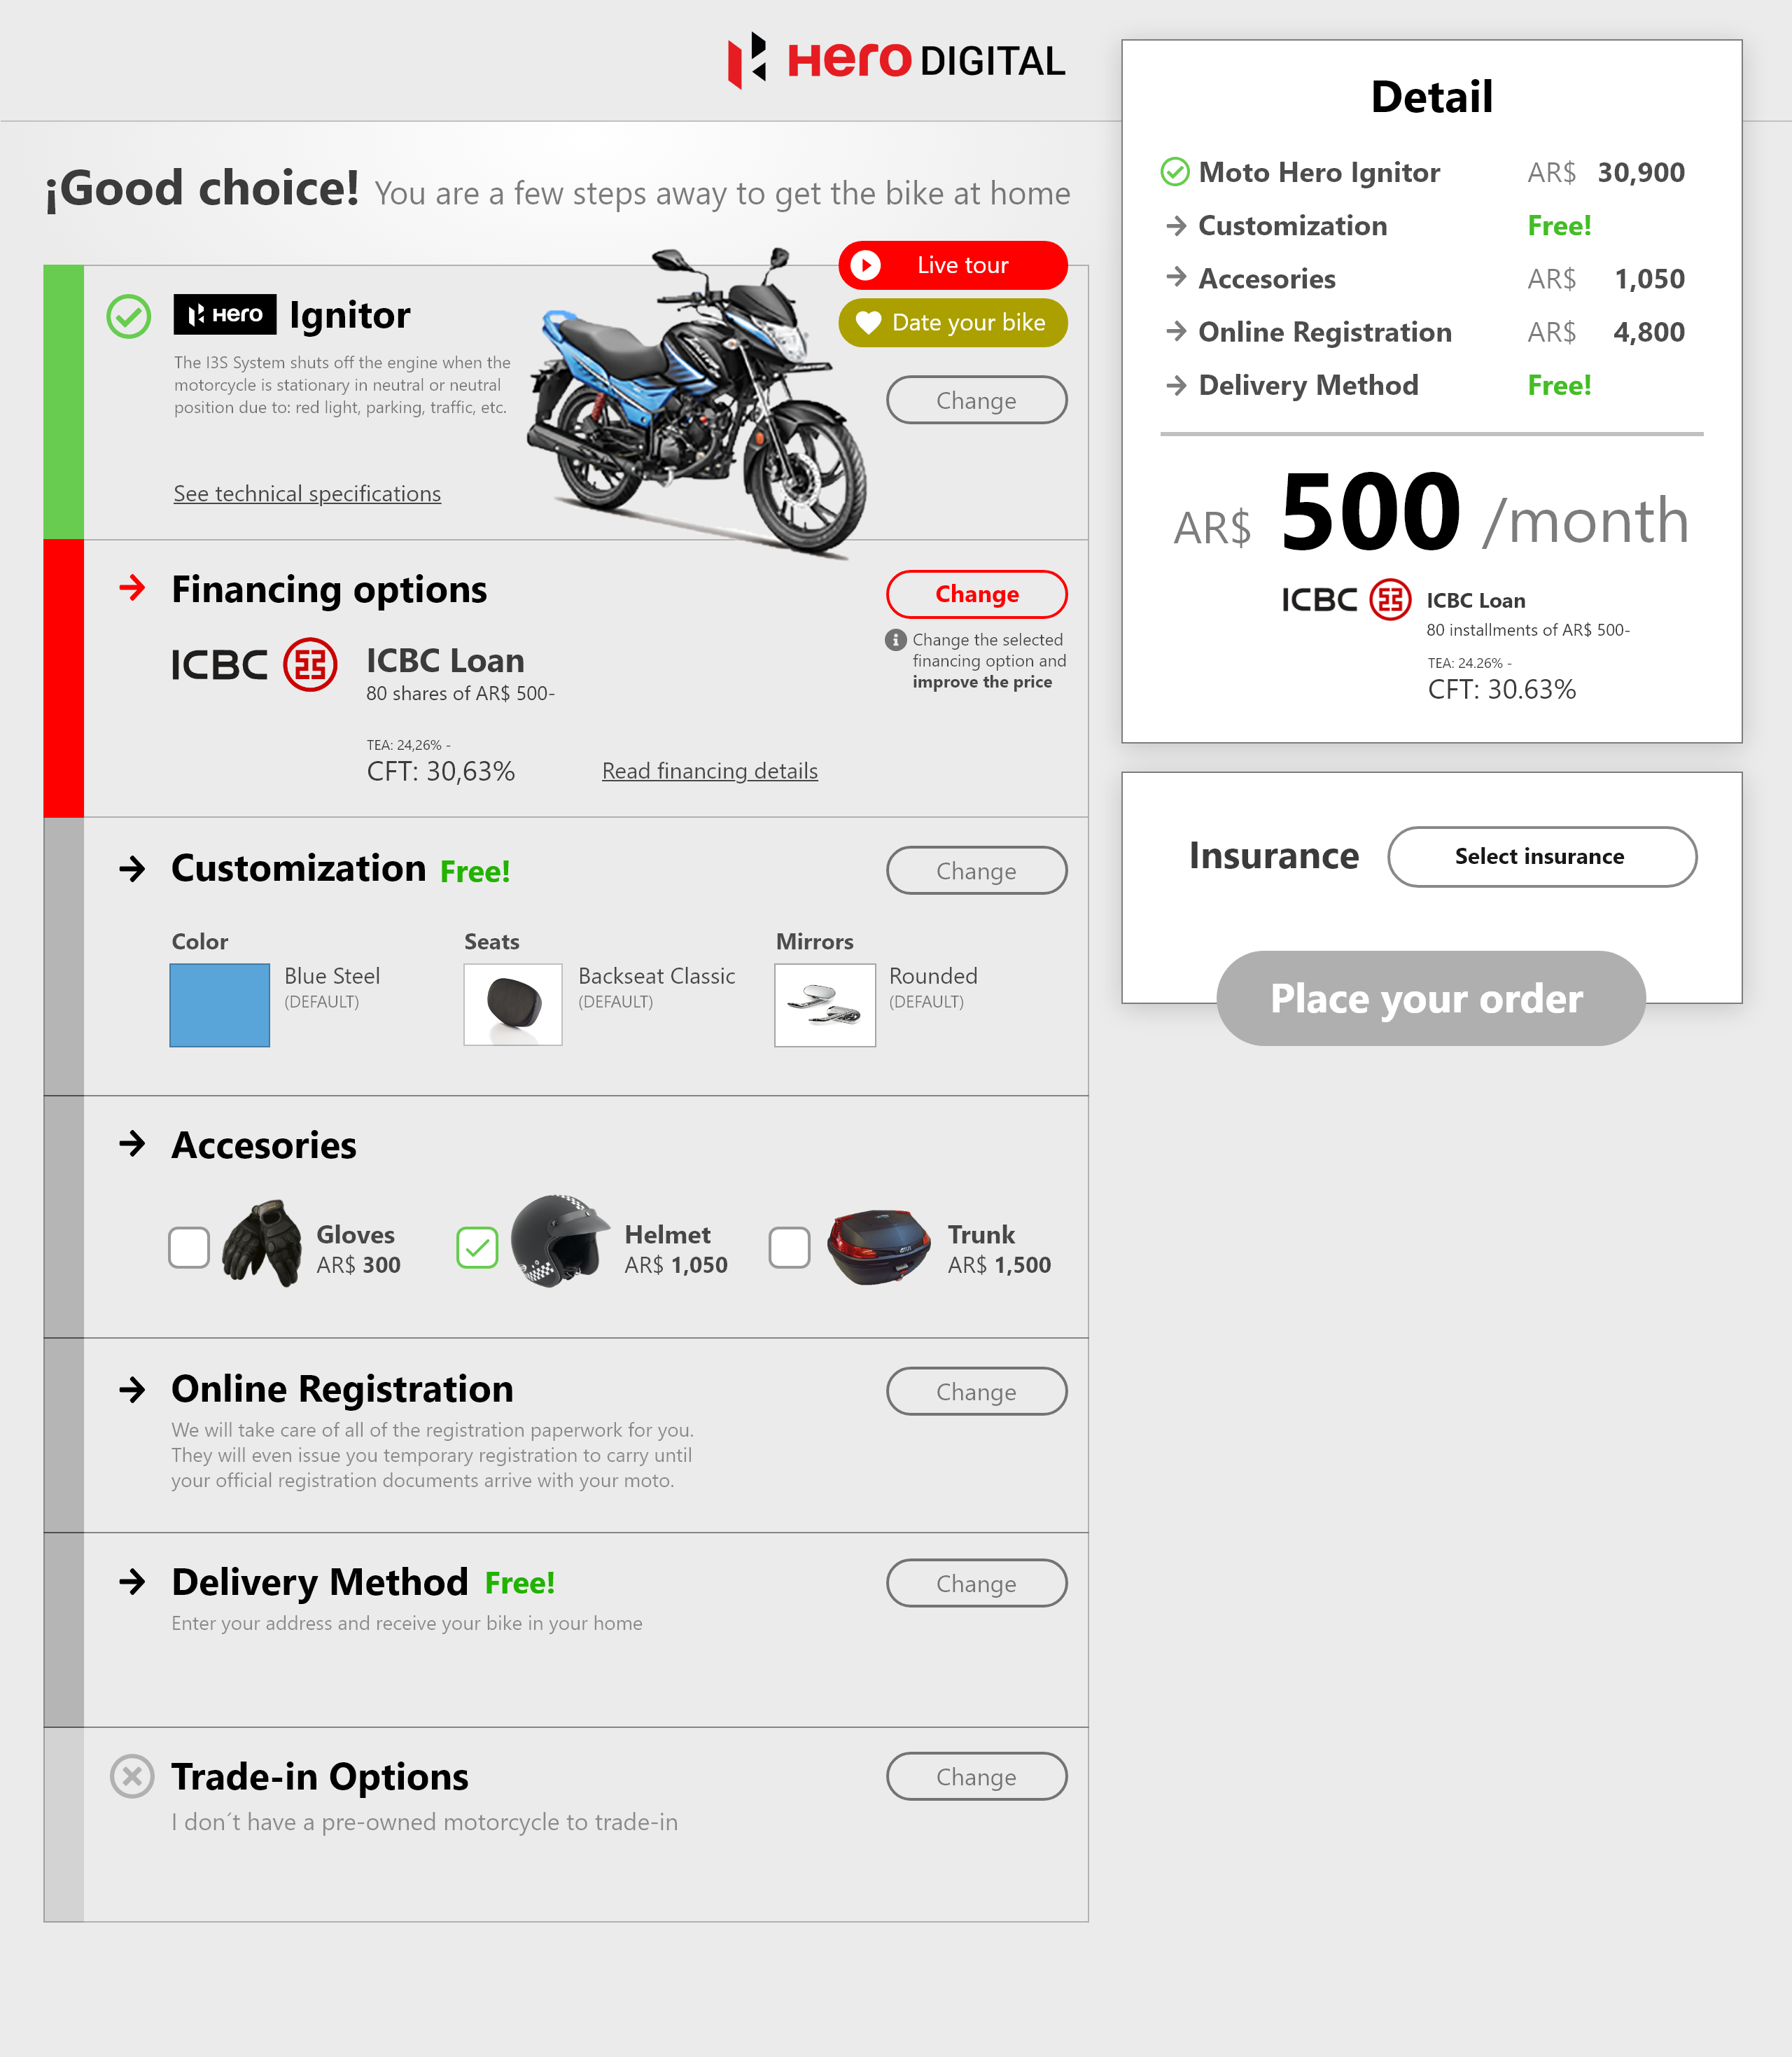 Hero DIGITAL
¡Good choice! You are a few steps away to get the bike at home
Live tour
Date your bike
Hero Ignitor
The I3S System shuts off the engine when the
motorcycle is stationary in neutral or neutral
position due to: red light, parking, traffic, etc.
Change
See technical specifications
Financing options
Change
Change the selected
financing option and
improve the price
ICBC
ICBC Loan
80 shares of AR$ 500-
TEA: 24,26% -
CFT: 30,63%
Read financing details
Customization Free!
Change
Color
Blue Steel
(DEFAULT)
Seats
Backseat Classic
(DEFAULT)
Mirrors
Rounded
(DEFAULT)
Accesories
Gloves
AR$ 300
Helmet
AR$ 1,050
Trunk
AR$ 1,500
Online Registration
Change
We will take care of all of the registration paperwork for you.
They will even issue you temporary registration to carry until
your official registration documents arrive with your moto.
Delivery Method Free!
Change
Enter your address and receive your bike in your home
Trade-in Options
Change
I don´t have a pre-owned motorcycle to trade-in
Detail
Moto Hero Ignitor AR$ 30,900
Customization Free!
Accesories AR$ 1,050
Online Registration AR$ 4,800
Delivery Method Free!
AR$ 500 /month
ICBC
ICBC Loan
80 installments of AR$ 500-
TEA: 24.26% -
CFT: 30.63%
Insurance
Select insurance
Place your order